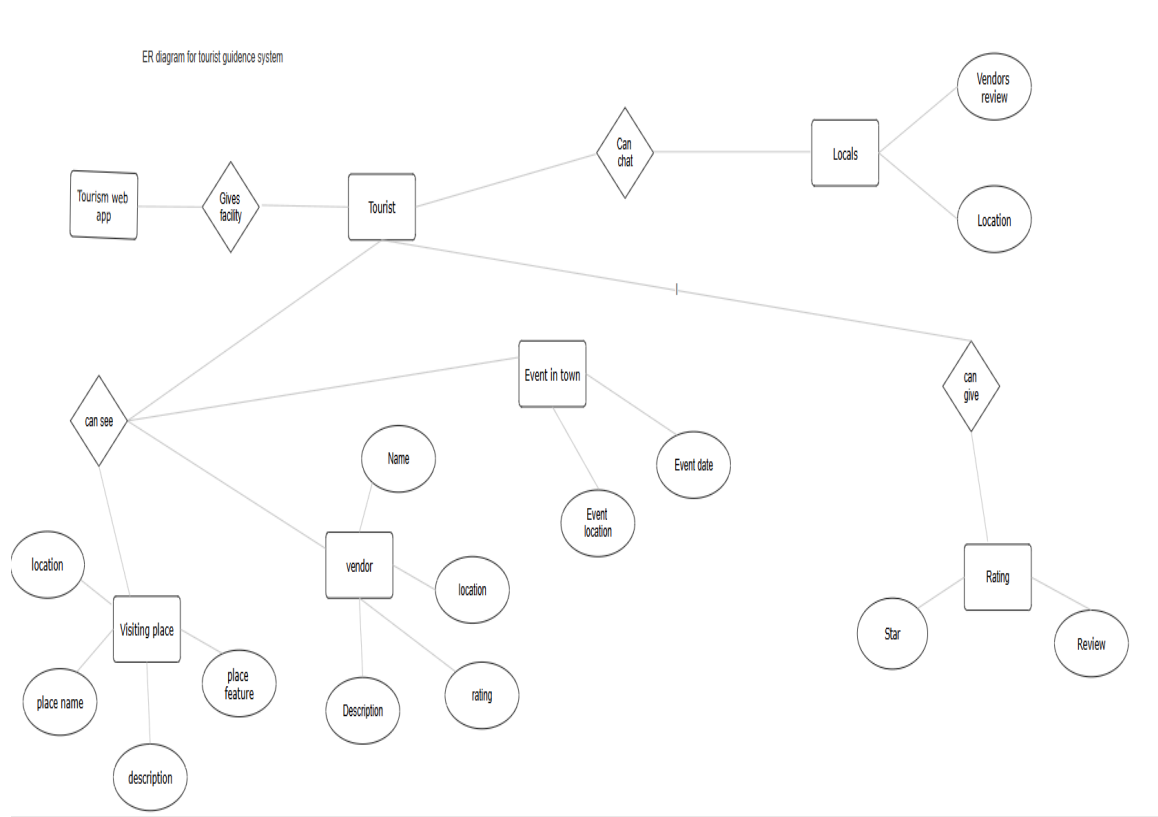 ER diagram for tourist guidence system
Vendors
review
Can
chat
Locals
Tourism web
app
Gives
facility
Tourist
Location
Event in town
can
give
can see
Name
Event date
Event
location
location
vendor
location
Rating
Visiting place
Star
Review
place
feature
place name
Description
rating
description